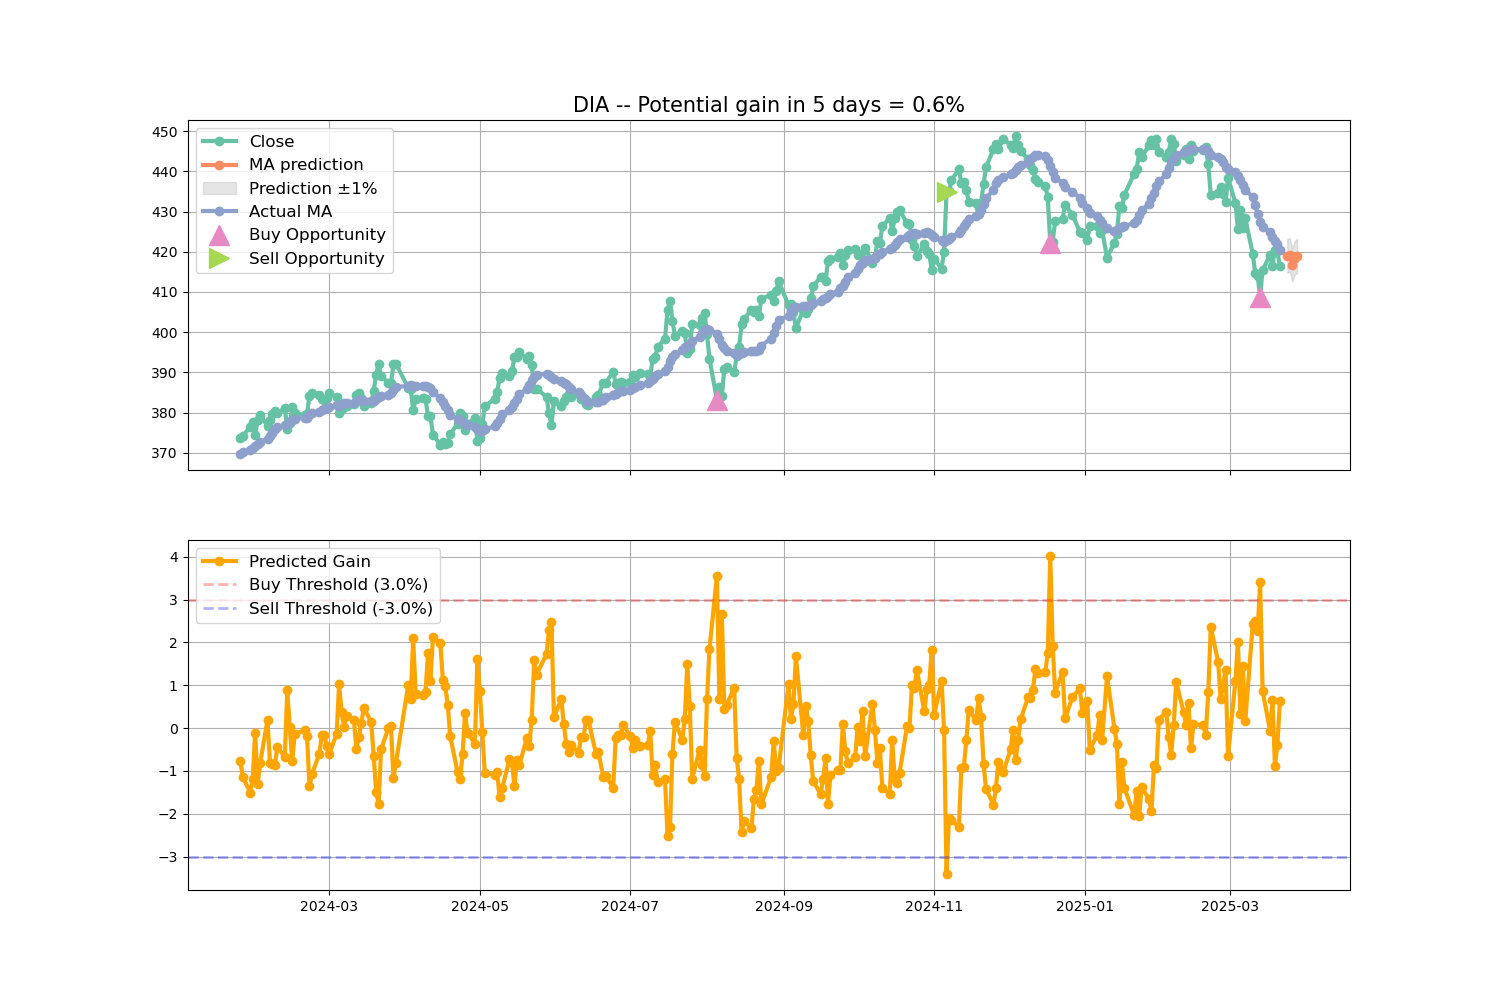 DIA -- Potential gain in 5 days = 0.6%
450
440
430
420
410
400
390
380
370
Close
MA prediction
Prediction ±1%
Actual MA
Buy Opportunity
Sell Opportunity
4
3
2
1
0
−1
−2
−3
Predicted Gain
Buy Threshold (3.0%)
Sell Threshold (-3.0%)
2024-03
2024-05
2024-07
2024-09
2024-11
2025-01
2025-03